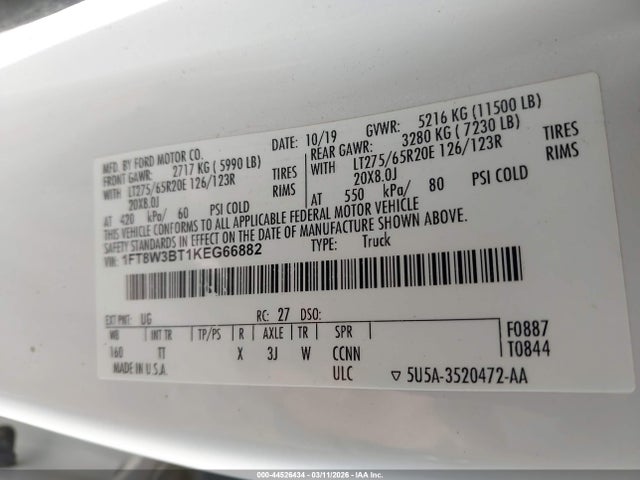 MFD. BY FORD MOTOR CO.
DATE: 10/19 GVWR: 5216 KG (11500 LB)
FRONT GAWR: 2717 KG (5990 LB)
REAR GAWR: 3280 KG ( 7230 LB)
WITH LT275/65R20E 126/123R TIRES
WITH LT275/65R20E 126/123R TIRES
20X8.0J RIMS
20X8.0J RIMS
AT 420 kPa/ 60 PSI COLD
AT 550 kPa/ 80 PSI COLD
THIS VEHICLE CONFORMS TO ALL APPLICABLE FEDERAL MOTOR VEHICLE
SAFETY STANDARDS IN EFFECT ON THE DATE OF MANUFACTURE SHOWN ABOVE.
VIN: 1FT8W3BT1KEG66882 TYPE: Truck
EXT PNT: UG RC: 27 DSO:
WB INT TR TP/PS R AXLE TR SPR
160 TT X 3J W CCNN
F0887
T0844
MADE IN U.S.A. ULC ▽ 5U5A-3520472-AA
000-44526434 - 03/11/2026 - IAA Inc.